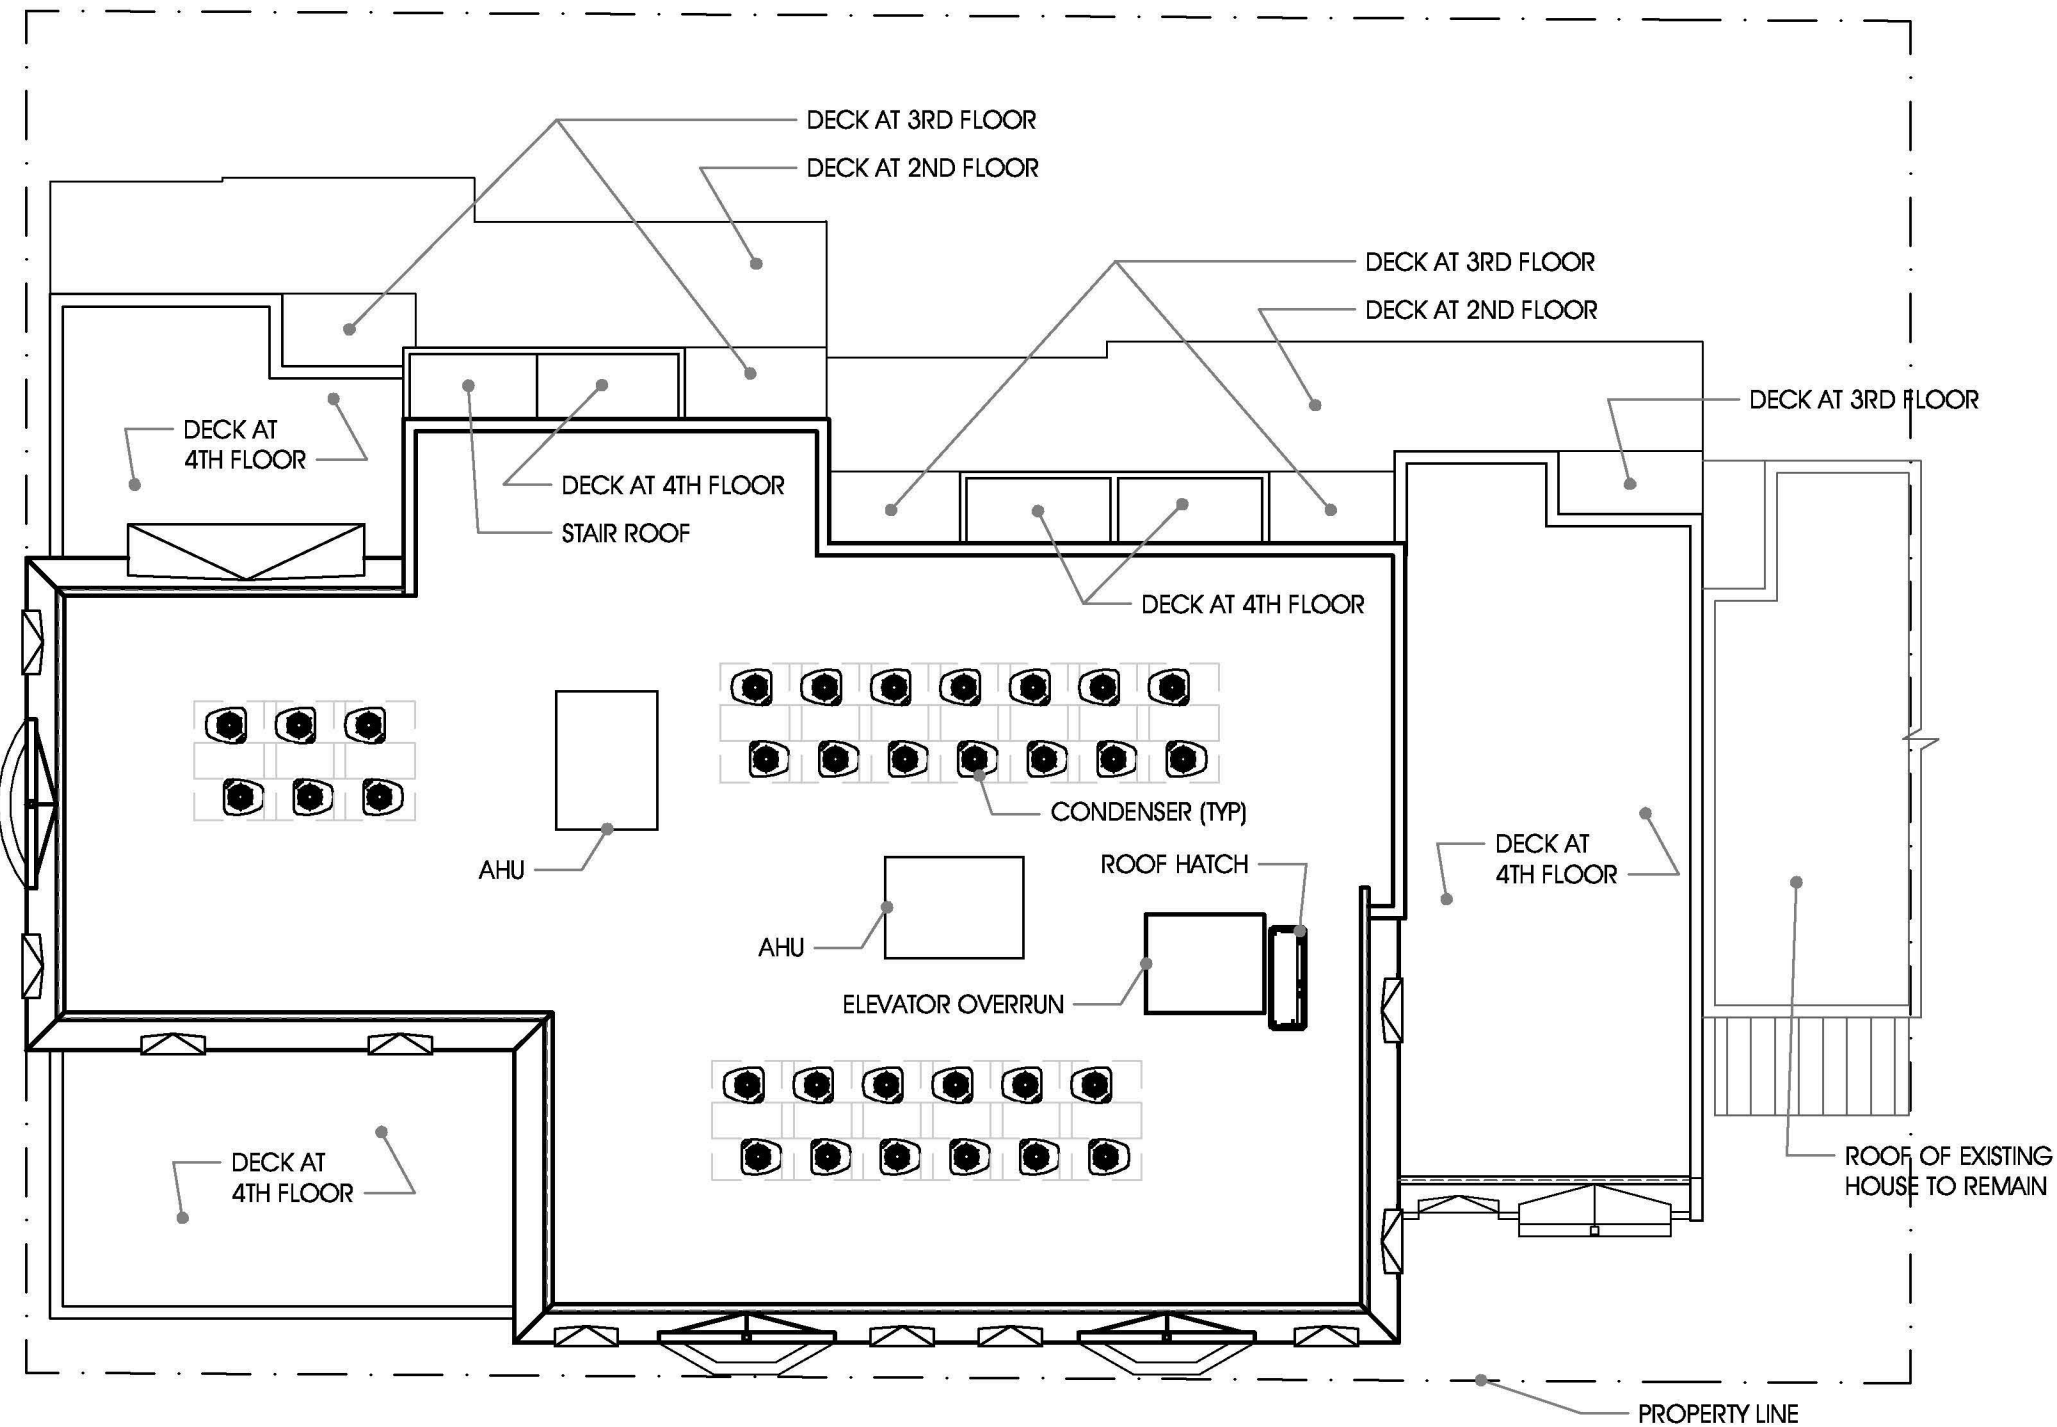 DECK AT 3RD FLOOR
DECK AT 2ND FLOOR
DECK AT 3RD FLOOR
DECK AT 2ND FLOOR
DECK AT 3RD FLOOR
DECK AT
4TH FLOOR
DECK AT 4TH FLOOR
STAIR ROOF
DECK AT 4TH FLOOR
CONDENSER (TYP)
AHU
ROOF HATCH
DECK AT
4TH FLOOR
AHU
ELEVATOR OVERRUN
DECK AT
4TH FLOOR
ROOF OF EXISTING
HOUSE TO REMAIN
PROPERTY LINE